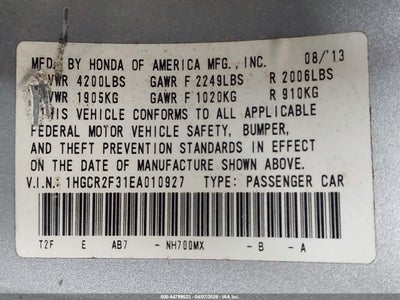 MFD. BY HONDA OF AMERICA MFG., INC. 08/'13
VWR 4200LBS GAWR F 2249LBS R 2006LBS
VWR 1905KG GAWR F 1020KG R 910KG
THIS VEHICLE CONFORMS TO ALL APPLICABLE
FEDERAL MOTOR VEHICLE SAFETY, BUMPER,
AND THEFT PREVENTION STANDARDS IN EFFECT
ON THE DATE OF MANUFACTURE SHOWN ABOVE.
V.I.N.: 1HGCR2F31EA010927 TYPE: PASSENGER CAR
T2F E AB7 - NH700MX - B - A